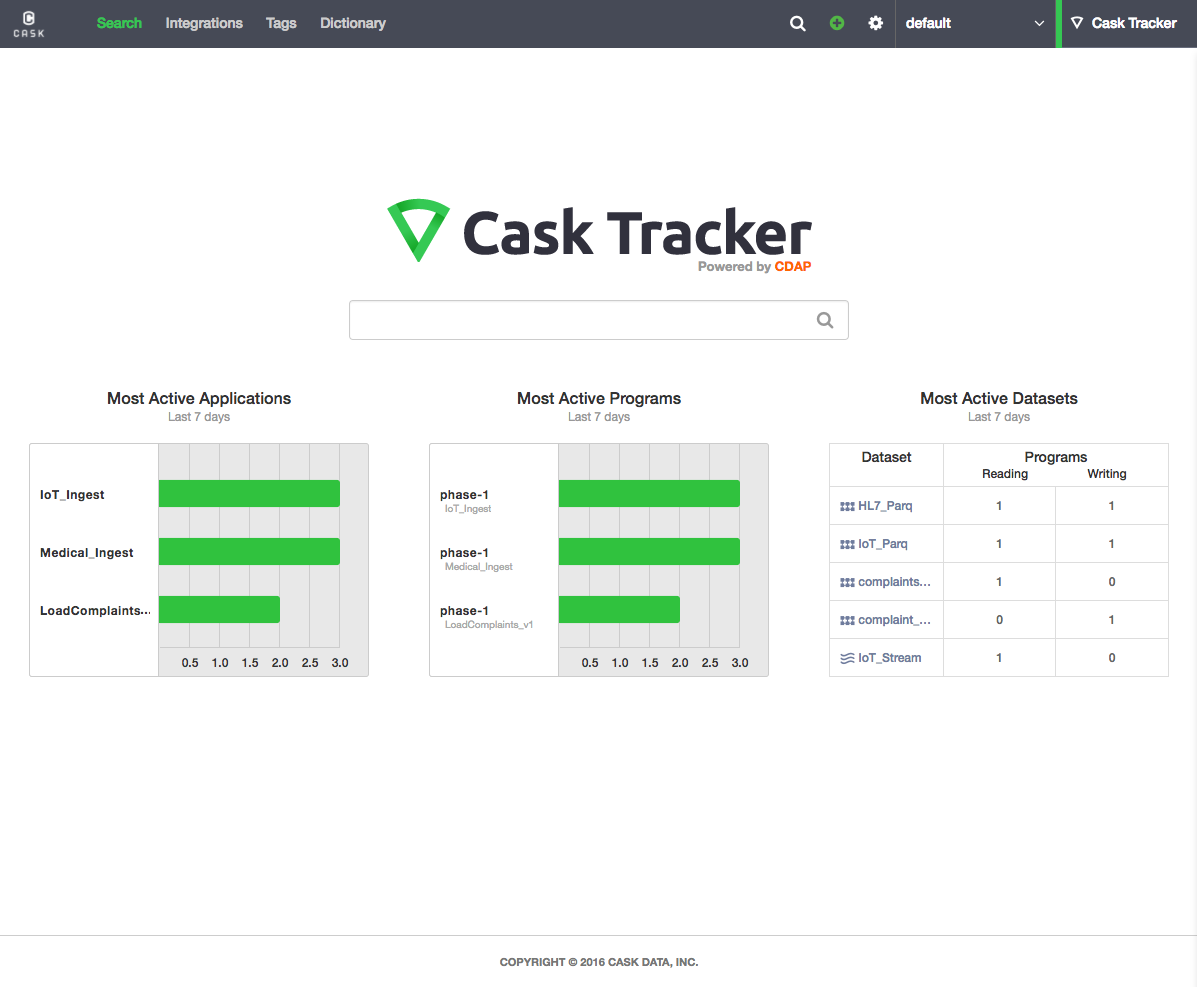 CASK Search Integrations Tags Dictionary default Cask Tracker
Cask Tracker
Powered by CDAP
Most Active Applications
Last 7 days
IoT_Ingest
Medical_Ingest
LoadComplaints...
0.5 1.0 1.5 2.0 2.5 3.0
Most Active Programs
Last 7 days
phase-1
IoT_Ingest
phase-1
Medical_Ingest
phase-1
LoadComplaints_v1
0.5 1.0 1.5 2.0 2.5 3.0
Most Active Datasets
Last 7 days
Dataset Programs
Reading Writing
HL7_Parq 1 1
IoT_Parq 1 1
complaints... 1 0
complaint_... 0 1
IoT_Stream 1 0
COPYRIGHT © 2016 CASK DATA, INC.